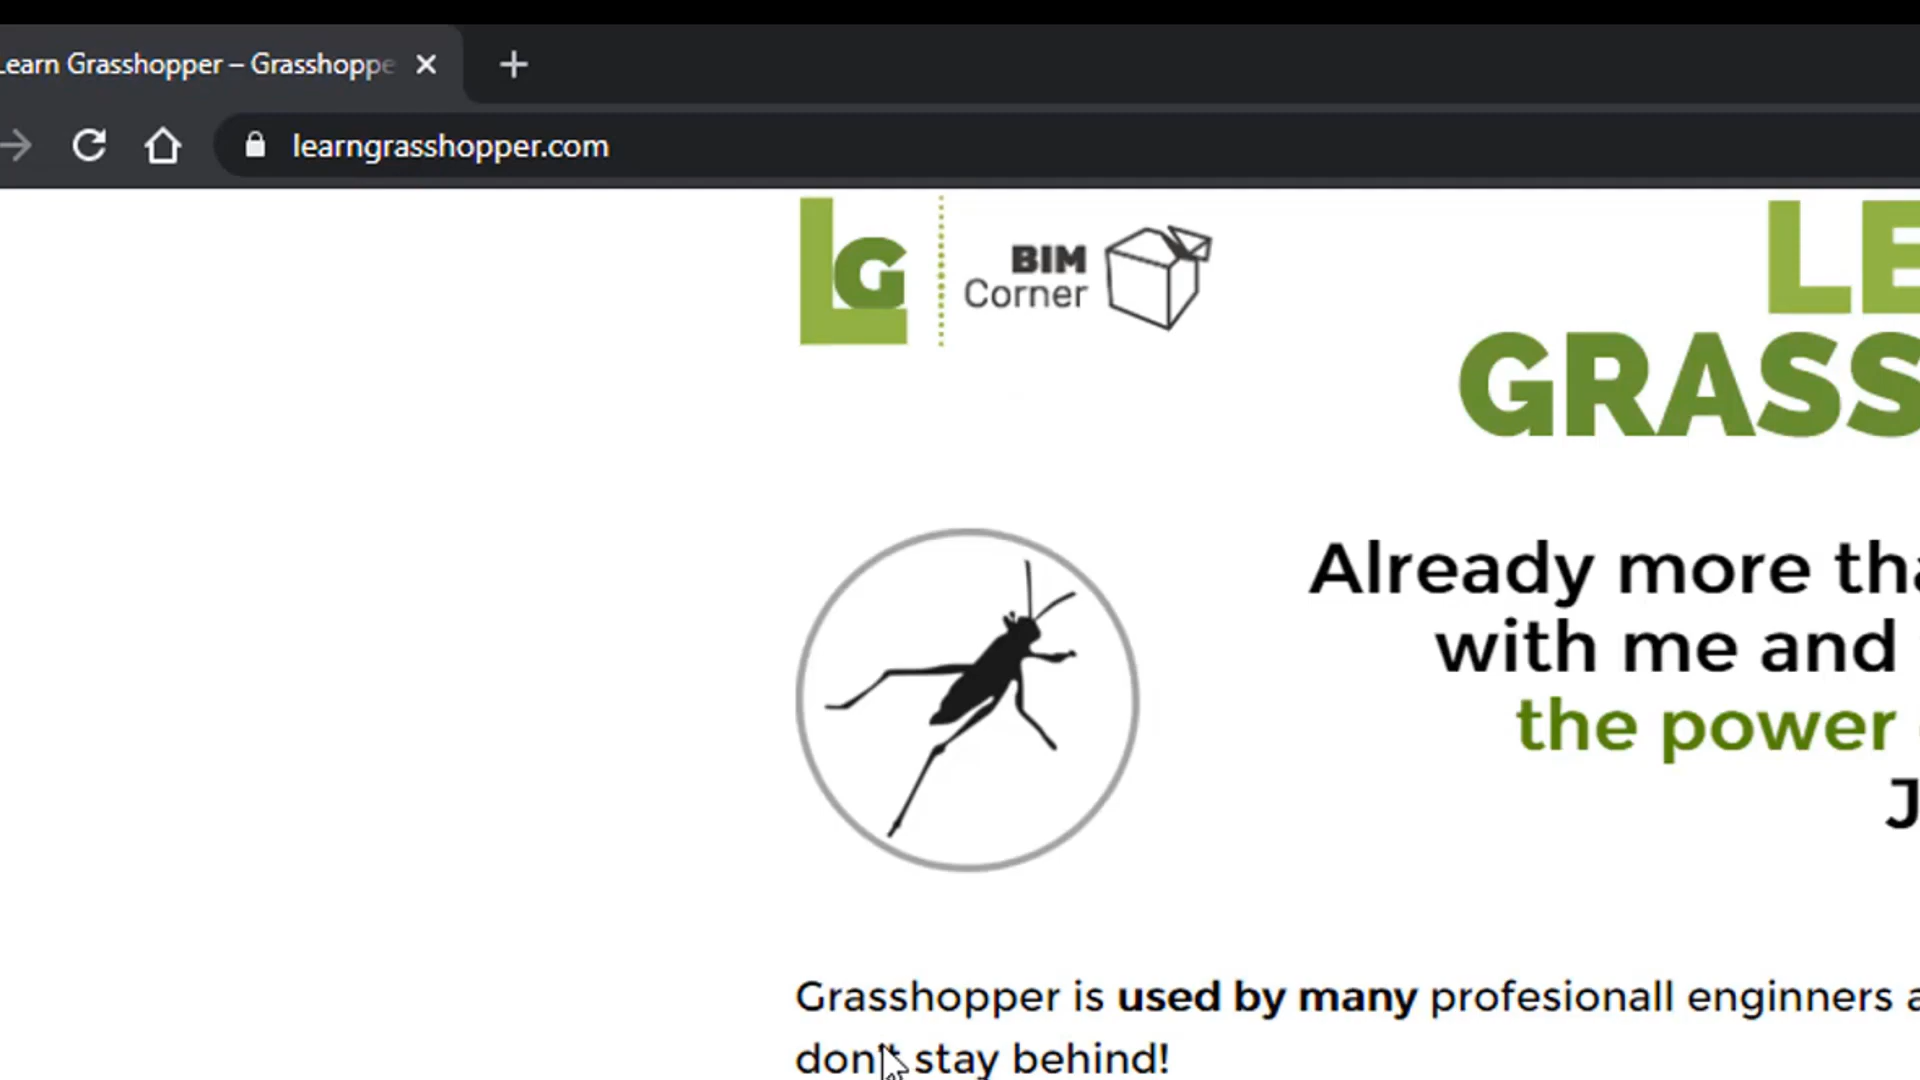 Learn Grasshopper – Grasshoppe
learngrasshopper.com
LG
BIM
Corner
LE
GRASS
Already more tha
with me and
the power
J
Grasshopper is used by many profesionall enginners a
don't stay behind!